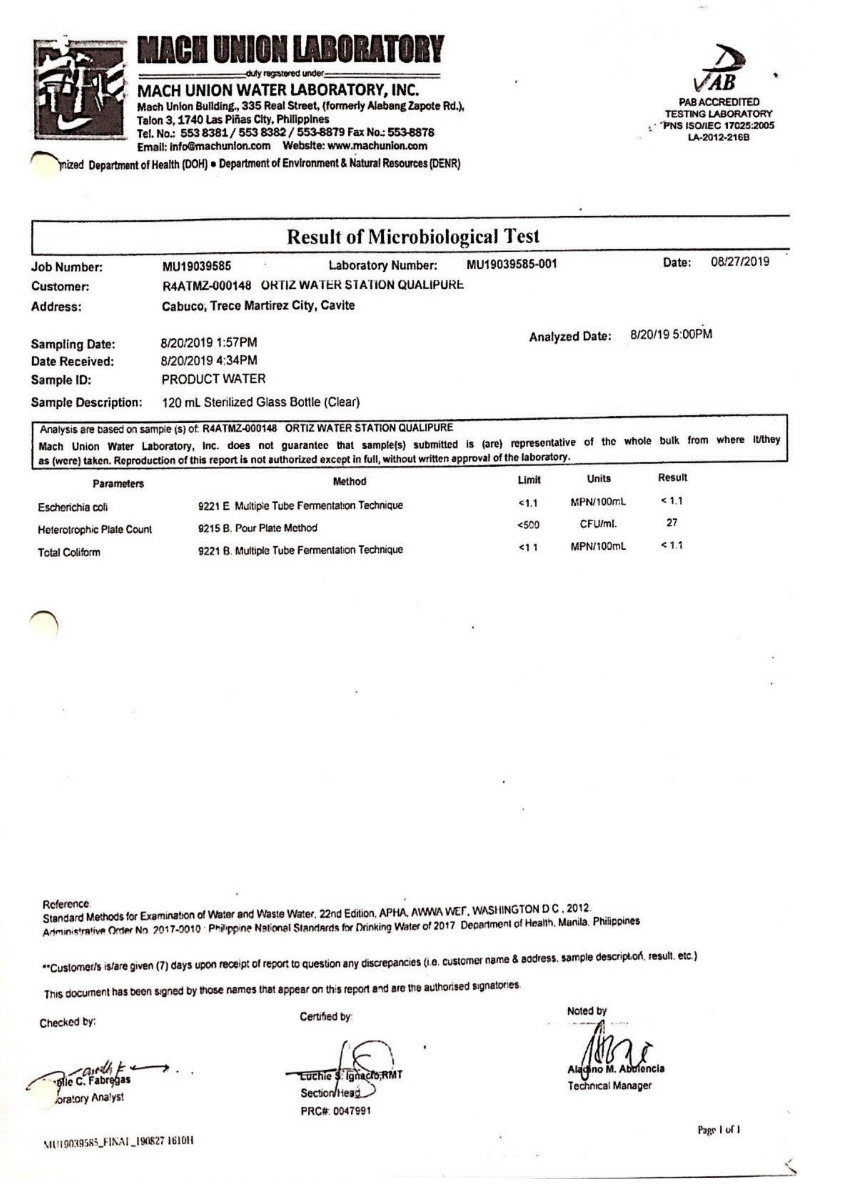 MACH UNION LABORATORY
duly registered under
MACH UNION WATER LABORATORY, INC.
Mach Union Building., 335 Real Street, (formerly Alabang Zapote Rd.),
Talon 3, 1740 Las Piñas City, Philippines
Tel. No.: 553 8381 / 553 8382 / 553-8879 Fax No.: 553-8878
Email: info@machunion.com Website: www.machunion.com
nized Department of Health (DOH) ● Department of Environment & Natural Resources (DENR)
PAB
PAB ACCREDITED
TESTING LABORATORY
PNS ISO/IEC 17025:2005
LA-2012-216B
Result of Microbiological Test
Job Number: MU19039585 Laboratory Number: MU19039585-001 Date: 08/27/2019
Customer: R4ATMZ-000148 ORTIZ WATER STATION QUALIPURE
Address: Cabuco, Trece Martirez City, Cavite
Sampling Date: 8/20/2019 1:57PM Analyzed Date: 8/20/19 5:00PM
Date Received: 8/20/2019 4:34PM
Sample ID: PRODUCT WATER
Sample Description: 120 mL Sterilized Glass Bottle (Clear)
Analysis are based on sample (s) of: R4ATMZ-000148 ORTIZ WATER STATION QUALIPURE
Mach Union Water Laboratory, Inc. does not guarantee that sample(s) submitted is (are) representative of the whole bulk from where it/they
as (were) taken. Reproduction of this report is not authorized except in full, without written approval of the laboratory.
Parameters Method Limit Units Result
Escherichia coli 9221 E. Multiple Tube Fermentation Technique <1.1 MPN/100mL < 1.1
Heterotrophic Plate Count 9215 B. Pour Plate Method <500 CFU/mL 27
Total Coliform 9221 B. Multiple Tube Fermentation Technique <1.1 MPN/100mL < 1.1
Reference:
Standard Methods for Examination of Water and Waste Water, 22nd Edition, APHA, AWWA WEF, WASHINGTON D C , 2012.
Administrative Order No. 2017-0010 : Philippine National Standards for Drinking Water of 2017 Department of Health, Manila, Philippines
**Customer/s is/are given (7) days upon receipt of report to question any discrepancies (i.e. customer name & address, sample description, result, etc.)
This document has been signed by those names that appear on this report and are the authorised signatories.
Checked by: Certified by: Noted by
C. Fabregas Luchie S. Ignacio,RMT Aladino M. Abulencia
oratory Analyst Section Head Technical Manager
PRC#: 0047991
MU19039585_FINAL_190827 1610H
Page 1 of 1